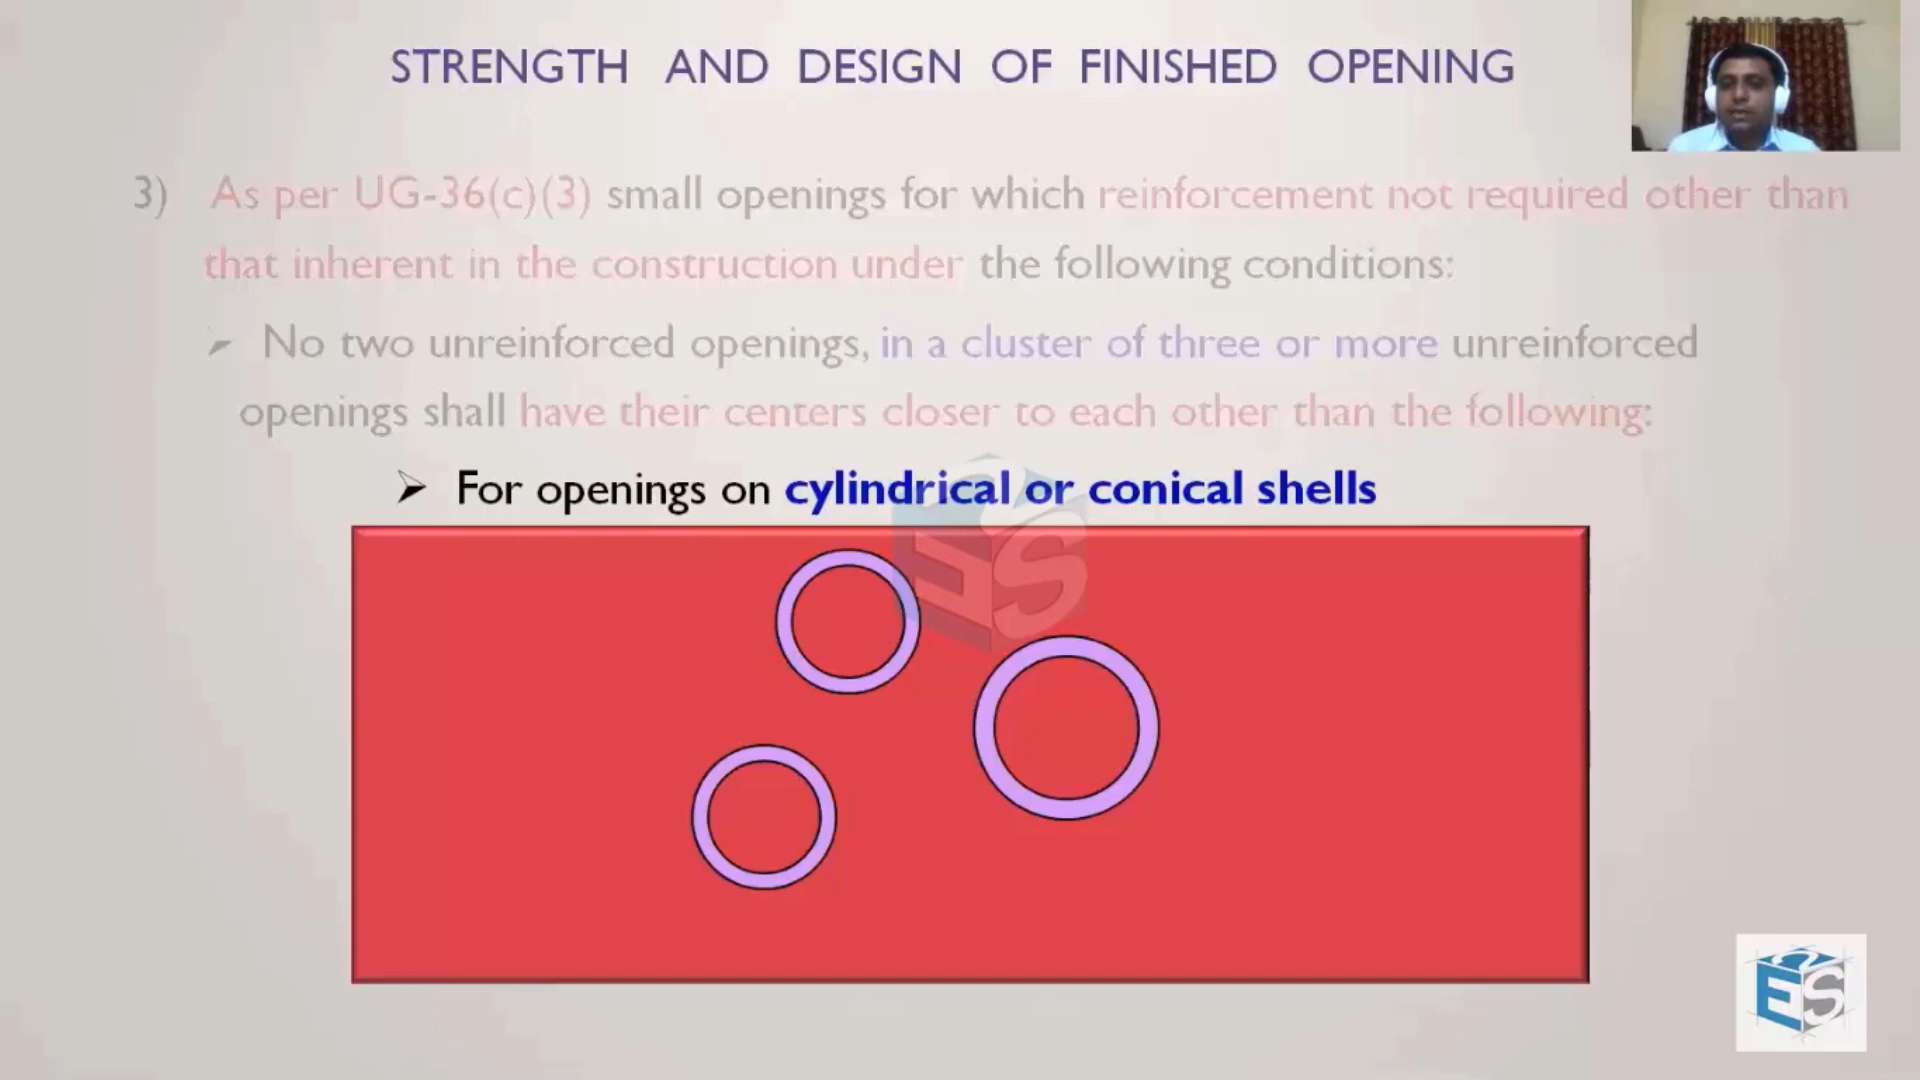 STRENGTH AND DESIGN OF FINISHED OPENING
3) As per UG-36(c)(3) small openings for which reinforcement not required other than
that inherent in the construction under the following conditions:
➢ No two unreinforced openings, in a cluster of three or more unreinforced
openings shall have their centers closer to each other than the following:
➢ For openings on cylindrical or conical shells
ES
ES